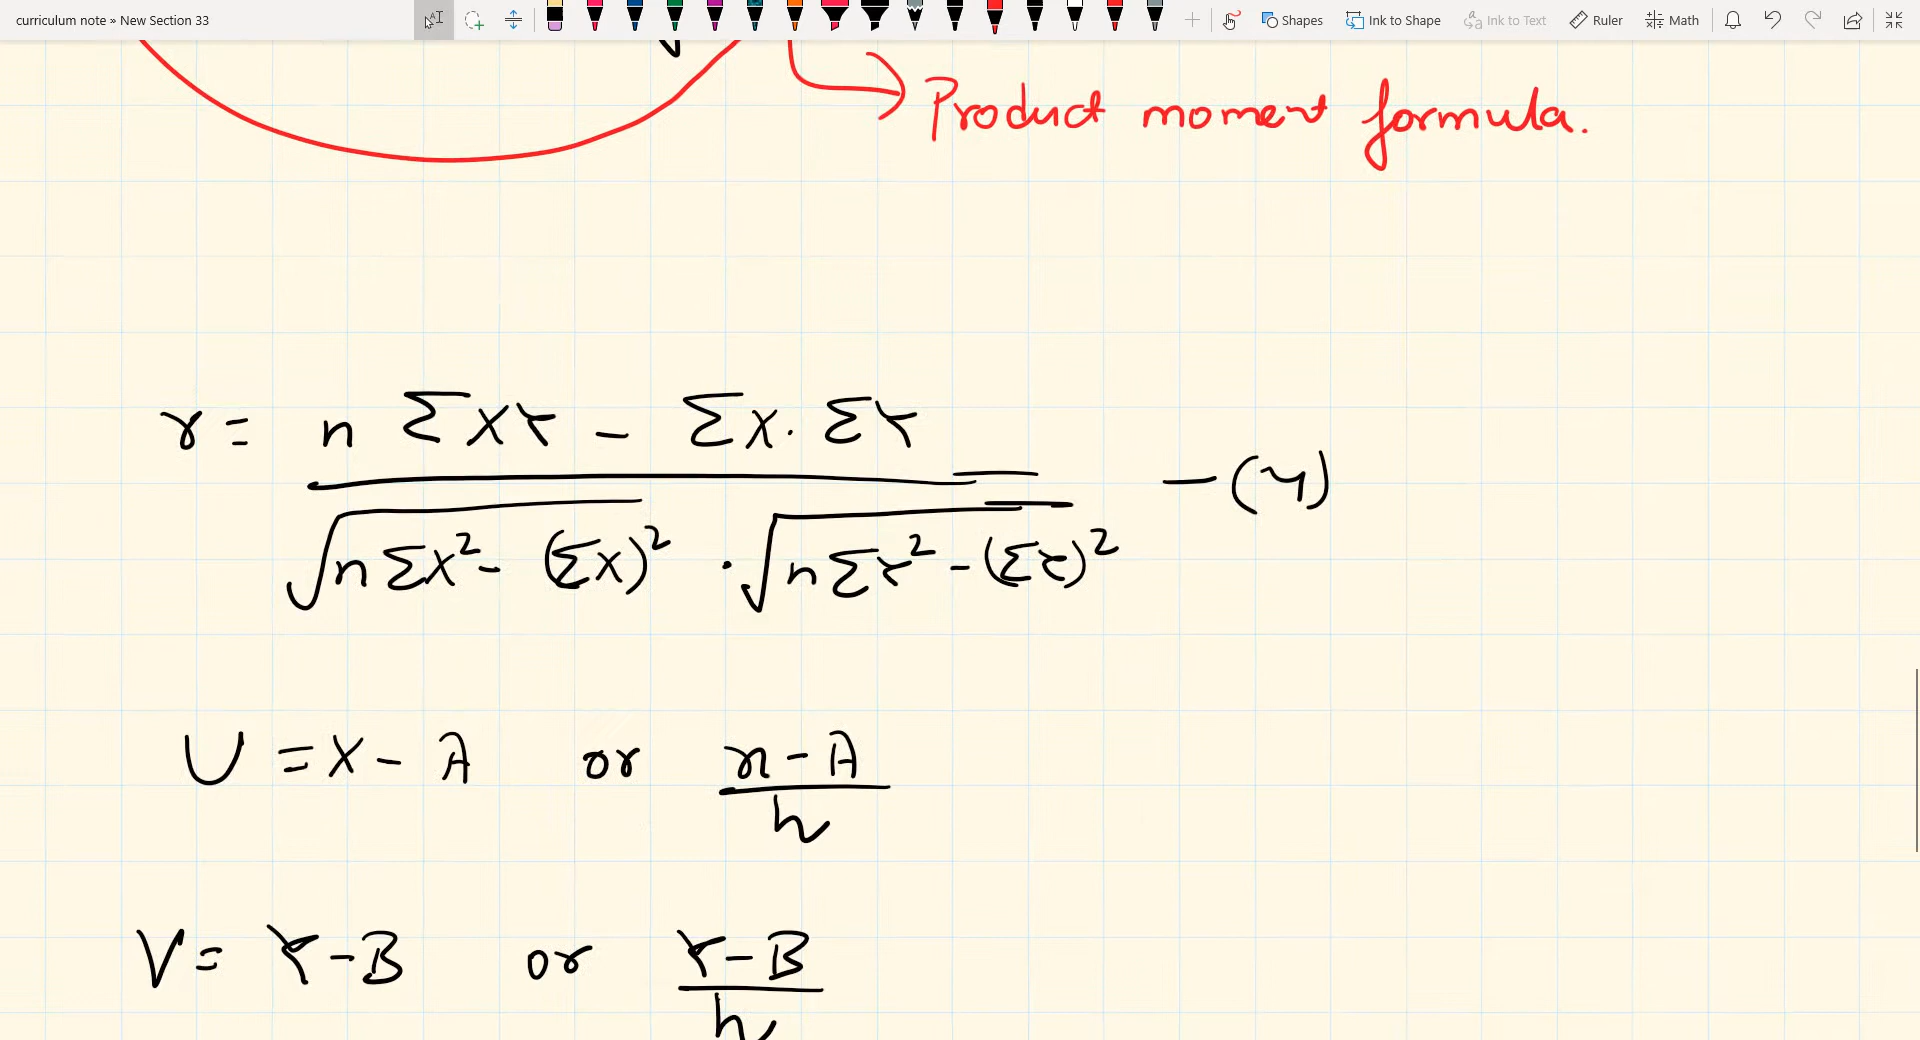 curriculum note » New Section 33
Shapes Ink to Shape Ink to Text Ruler Math
Product moment formula.
r = n ΣXY - ΣX. ΣY
√nΣX² - (ΣX)² . √nΣY² - (ΣY)² - (4)
U = X - A or x - A
h
V = Y - B or Y - B
h